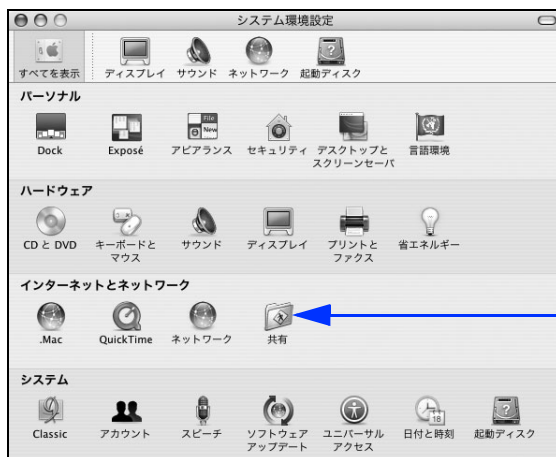 システム環境設定
すべてを表示 ディスプレイ サウンド ネットワーク 起動ディスク
パーソナル
File
New
Dock Exposé アピアランス セキュリティ デスクトップと
スクリーンセーバ 言語環境
ハードウェア
CD と DVD キーボードと
マウス サウンド ディスプレイ プリントと
ファクス 省エネルギー
インターネットとネットワーク
.Mac QuickTime ネットワーク 共有
システム
18
Classic アカウント スピーチ ソフトウェア
アップデート ユニバーサル
アクセス 日付と時刻 起動ディスク